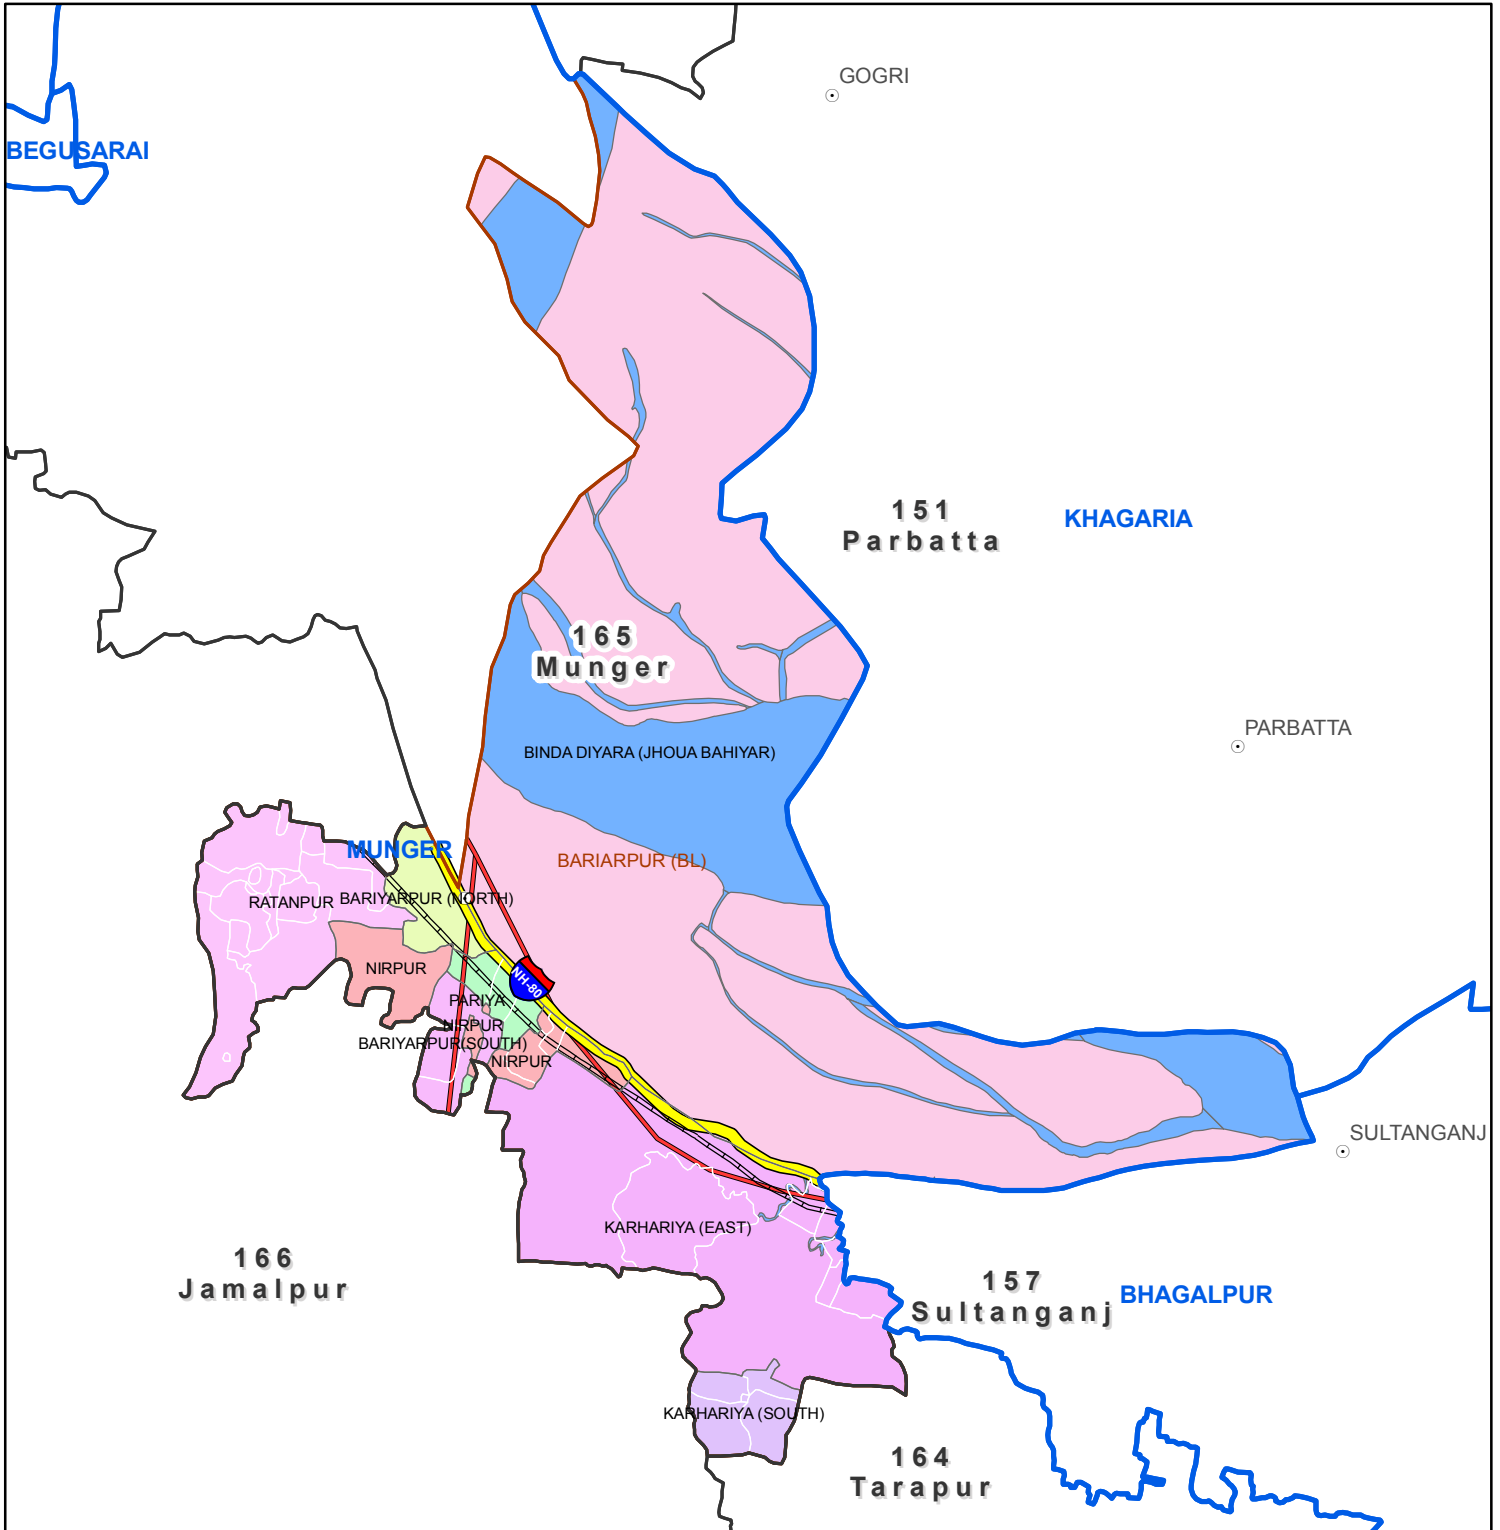 GOGRI
BEGUSARAI
151
Parbatta
KHAGARIA
165
Munger
PARBATTA
BINDA DIYARA (JHOUA BAHIYAR)
MUNGER
BARIARPUR (BL)
RATANPUR
BARIYARPUR (NORTH)
NIRPUR
NH-80
PARIYA
NIRPUR
BARIYARPUR(SOUTH)
NIRPUR
SULTANGANJ
KARHARIYA (EAST)
166
Jamalpur
157
Sultanganj
BHAGALPUR
KARHARIYA (SOUTH)
164
Tarapur